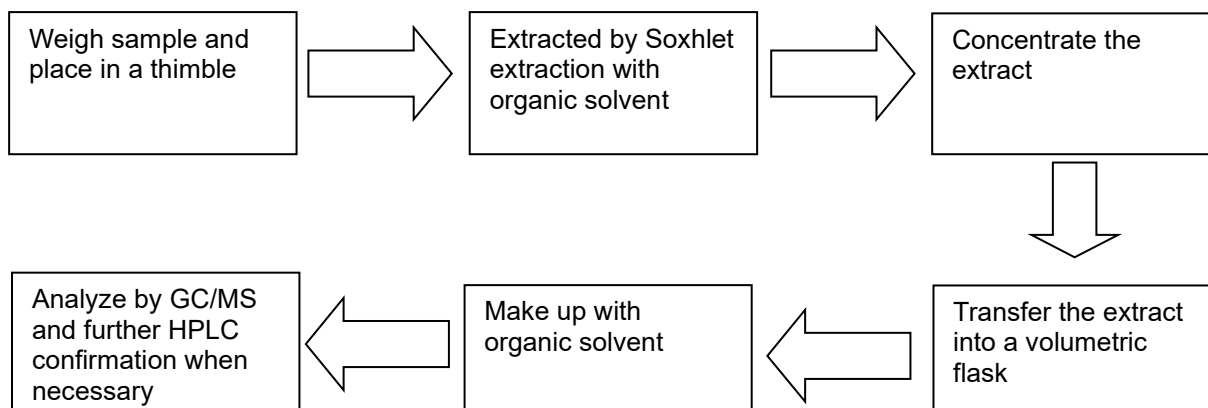 Weigh sample and
place in a thimble
Extracted by Soxhlet
extraction with
organic solvent
Concentrate the
extract
Transfer the extract
into a volumetric
flask
Make up with
organic solvent
Analyze by GC/MS
and further HPLC
confirmation when
necessary